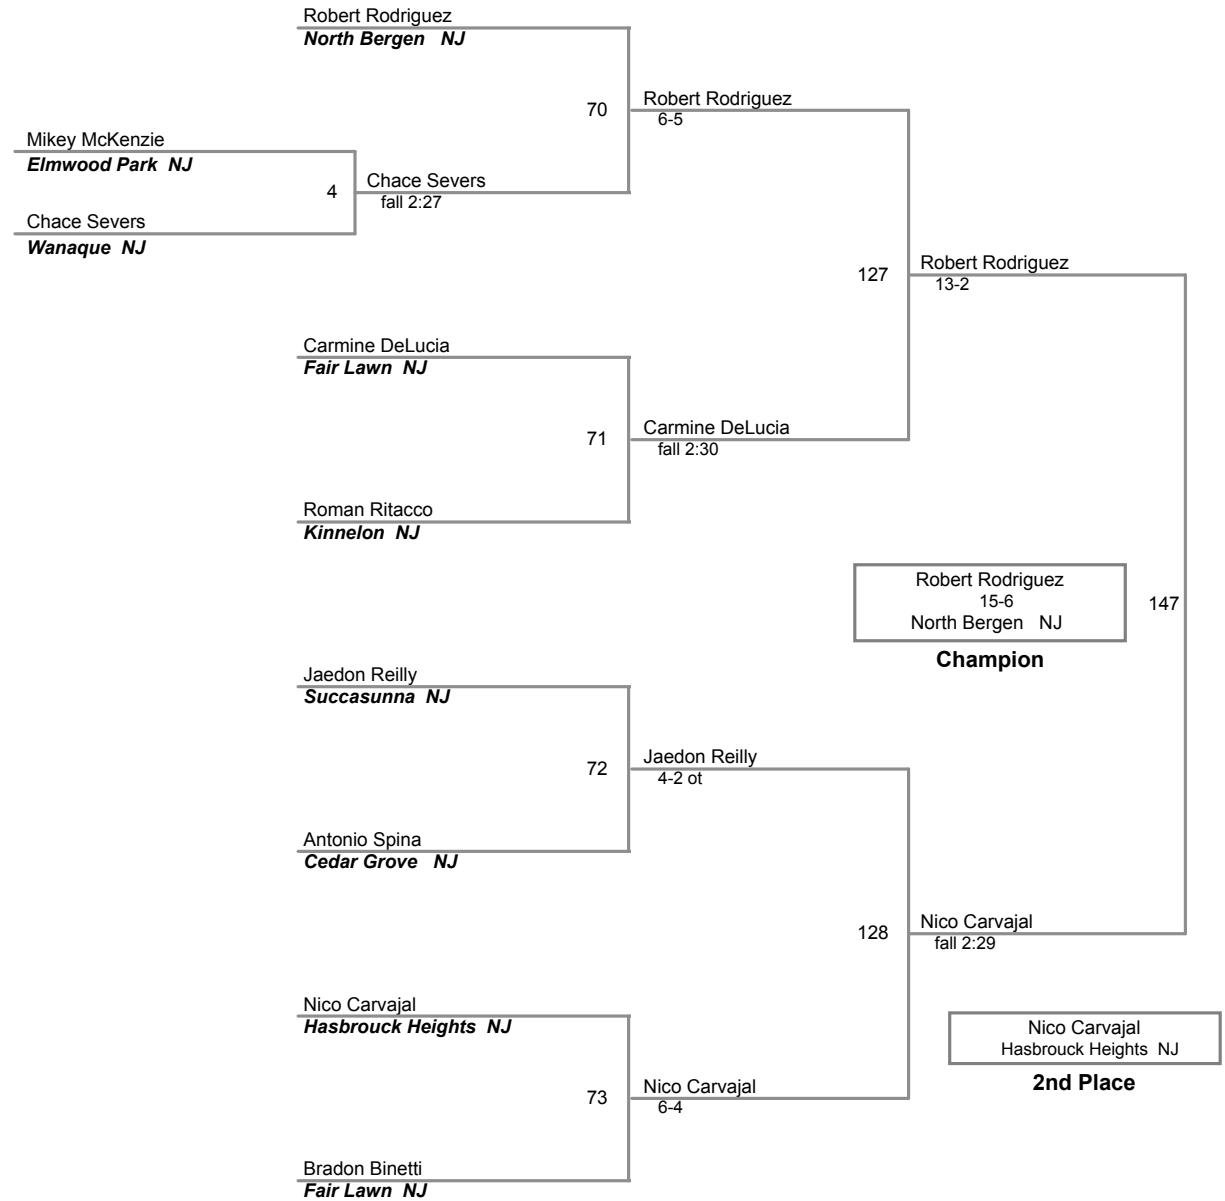 Robert Rodriguez
North Bergen   NJ
70
Robert Rodriguez
6-5
Mikey McKenzie
Elmwood Park  NJ
4
Chace Severs
fall 2:27
Chace Severs
Wanaque  NJ
127
Robert Rodriguez
13-2
Carmine DeLucia
Fair Lawn  NJ
71
Carmine DeLucia
fall 2:30
Roman Ritacco
Kinnelon  NJ
Robert Rodriguez
15-6
North Bergen   NJ
147
Champion
Jaedon Reilly
Succasunna  NJ
72
Jaedon Reilly
4-2 ot
Antonio Spina
Cedar Grove   NJ
128
Nico Carvajal
fall 2:29
Nico Carvajal
Hasbrouck Heights  NJ
Nico Carvajal
Hasbrouck Heights  NJ
2nd Place
73
Nico Carvajal
6-4
Bradon Binetti
Fair Lawn  NJ